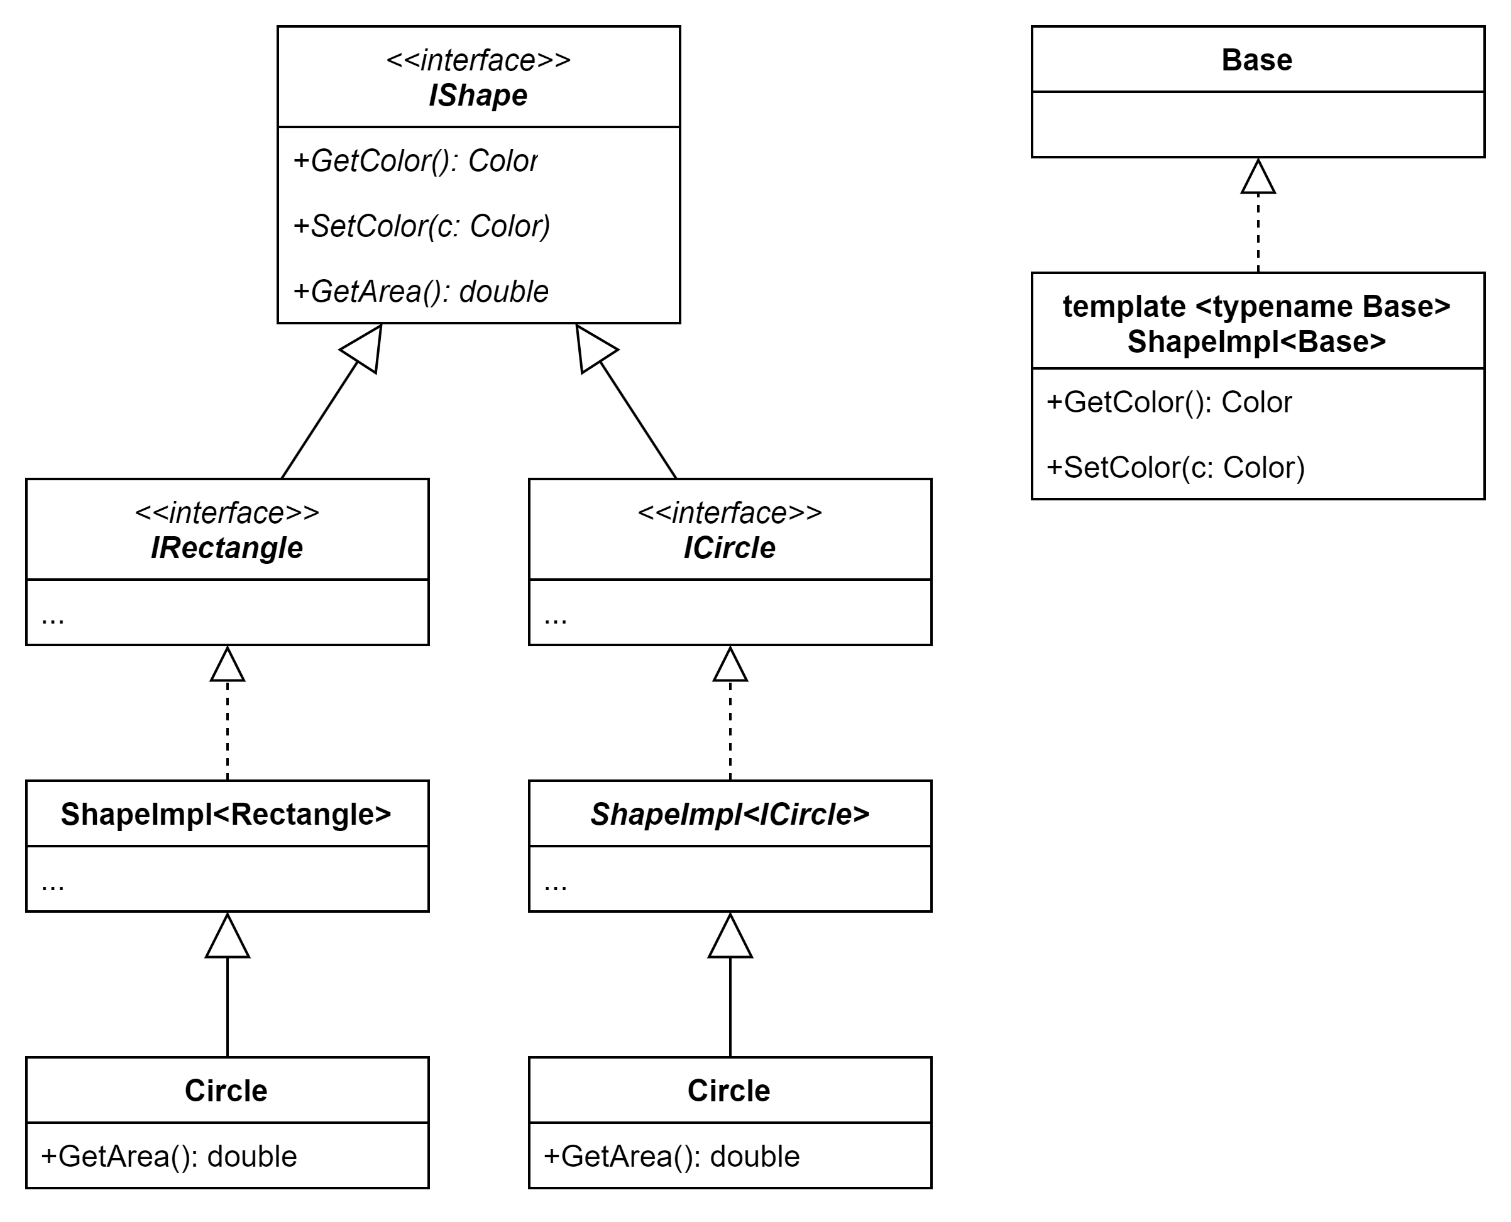 <<interface>>
IShape
+GetColor(): Color
+SetColor(c: Color)
+GetArea(): double
Base
template <typename Base>
ShapeImpl<Base>
+GetColor(): Color
+SetColor(c: Color)
<<interface>>
IRectangle
...
<<interface>>
ICircle
...
ShapeImpl<Rectangle>
...
ShapeImpl<ICircle>
...
Circle
+GetArea(): double
Circle
+GetArea(): double